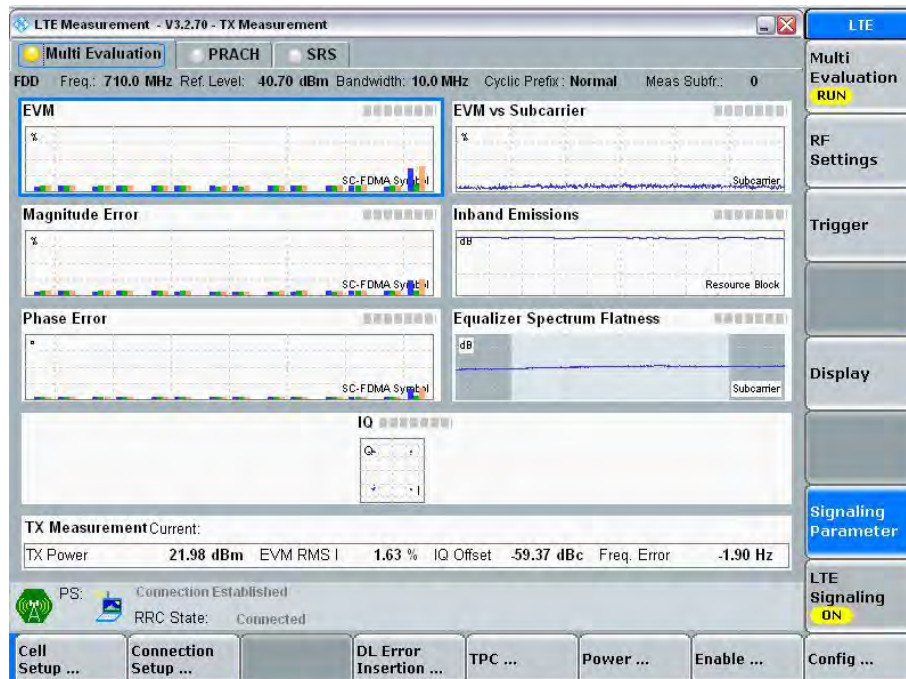 LTE Measurement - V3.2.70 - TX Measurement
LTE
Multi Evaluation PRACH SRS
FDD Freq.: 710.0 MHz Ref. Level: 40.70 dBm Bandwidth: 10.0 MHz Cyclic Prefix: Normal Meas Subfr.: 0
Multi Evaluation
RUN
EVM
%
SC-FDMA Symbol
EVM vs Subcarrier
%
Subcarrier
RF Settings
Magnitude Error
%
SC-FDMA Symbol
Inband Emissions
dB
Resource Block
Trigger
Phase Error
°
SC-FDMA Symbol
Equalizer Spectrum Flatness
dB
Subcarrier
Display
IQ
Q
I
TX Measurement Current:
TX Power 21.98 dBm EVM RMS l 1.63 % IQ Offset -59.37 dBc Freq. Error -1.90 Hz
Signaling Parameter
PS: Connection Established
RRC State: Connected
LTE Signaling
ON
Cell Setup ...
Connection Setup ...
DL Error Insertion ...
TPC ...
Power ...
Enable ...
Config ...